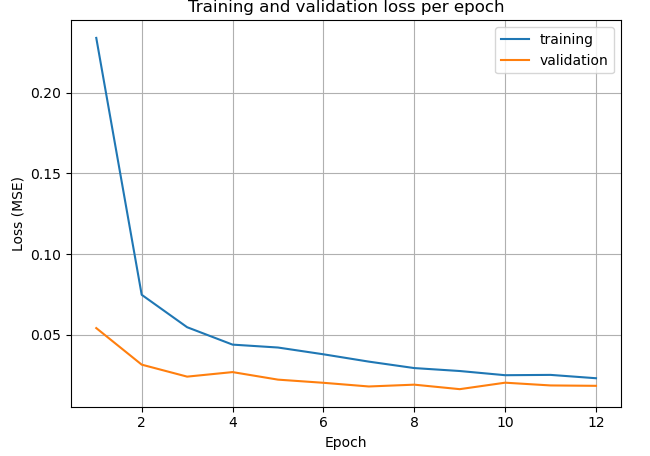 Training and validation loss per epoch
training
validation
0.20
0.15
0.10
0.05
Loss (MSE)
2
4
6
8
10
12
Epoch